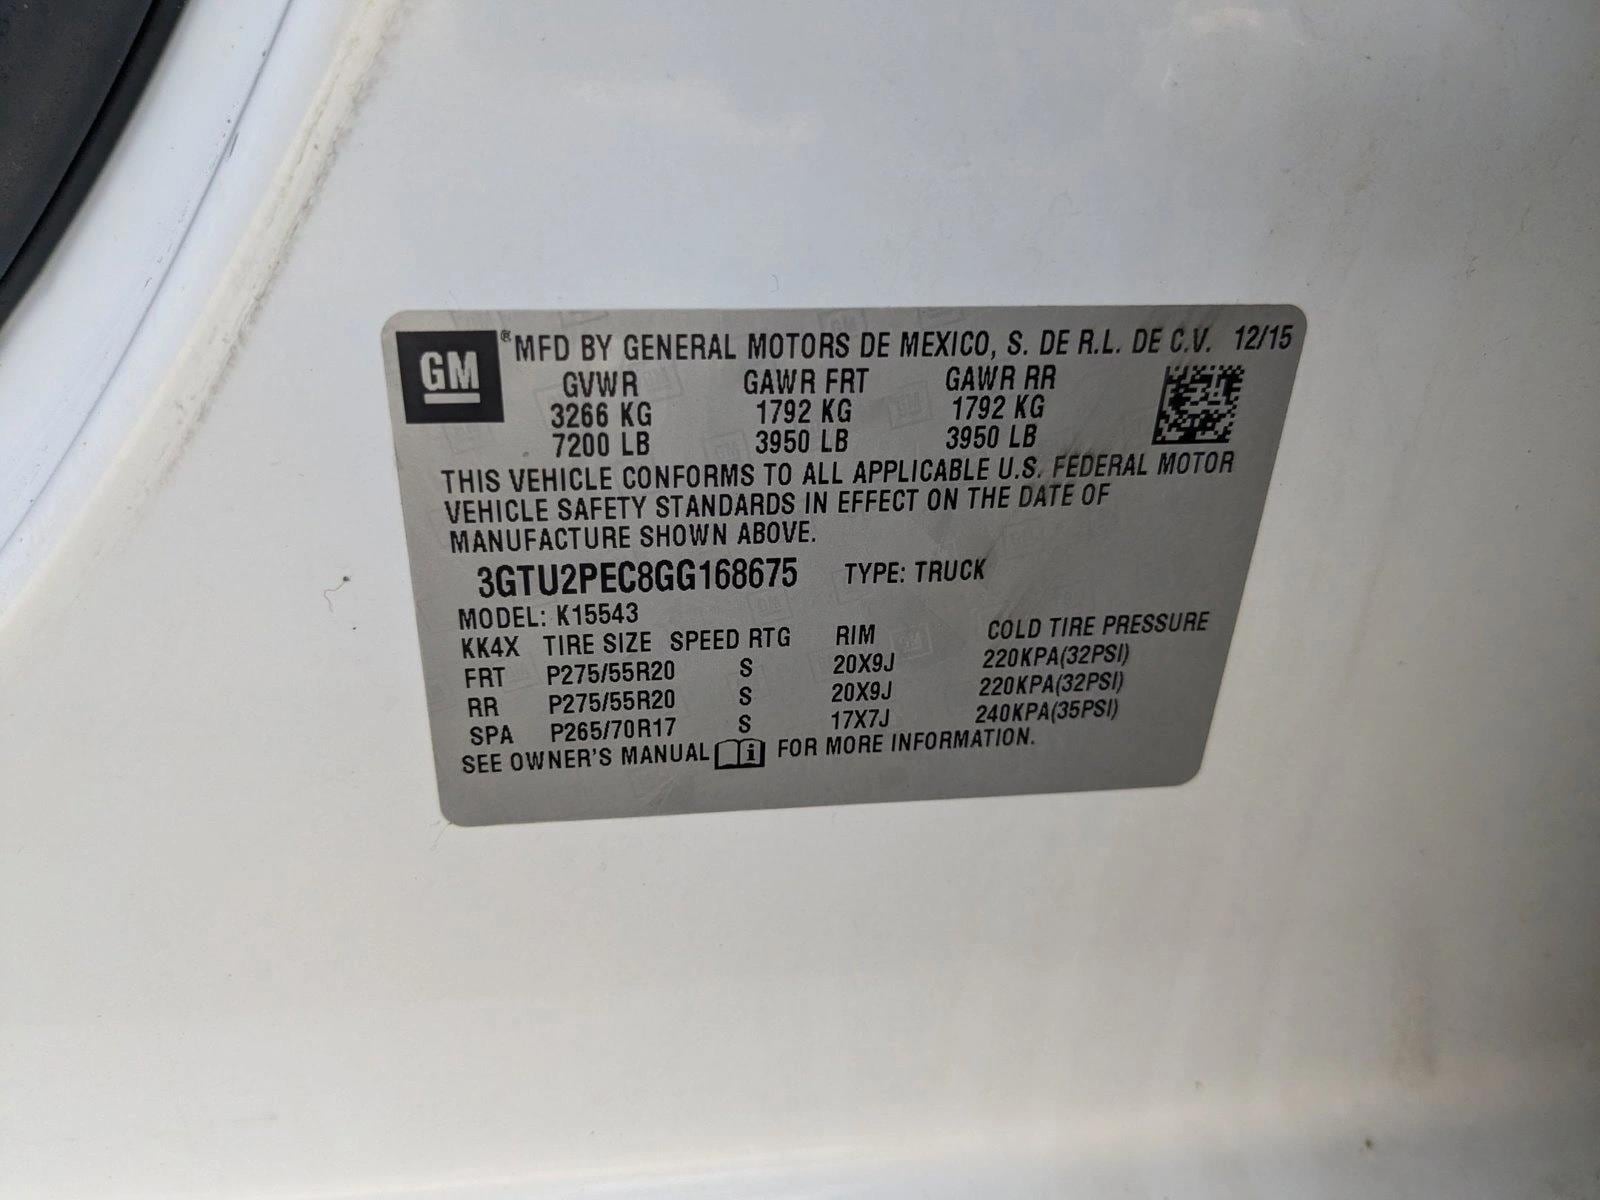 GM ® MFD BY GENERAL MOTORS DE MEXICO, S. DE R.L. DE C.V. 12/15
GVWR GAWR FRT GAWR RR
3266 KG 1792 KG 1792 KG
7200 LB 3950 LB 3950 LB
THIS VEHICLE CONFORMS TO ALL APPLICABLE U.S. FEDERAL MOTOR
VEHICLE SAFETY STANDARDS IN EFFECT ON THE DATE OF
MANUFACTURE SHOWN ABOVE.
3GTU2PEC8GG168675 TYPE: TRUCK
MODEL: K15543
KK4X TIRE SIZE SPEED RTG RIM COLD TIRE PRESSURE
FRT P275/55R20 S 20X9J 220KPA(32PSI)
RR P275/55R20 S 20X9J 220KPA(32PSI)
SPA P265/70R17 S 17X7J 240KPA(35PSI)
SEE OWNER'S MANUAL i FOR MORE INFORMATION.